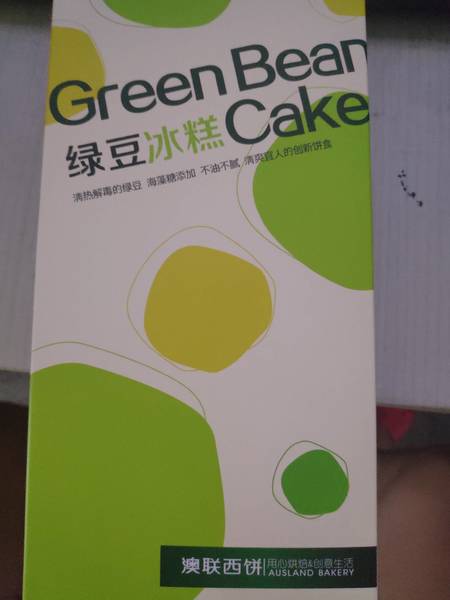 Green Bean
绿豆冰糕 Cake
清热解毒的绿豆 海藻糖添加 不油不腻 清爽宜人的创新饼食
澳联西饼 用心烘焙&创意生活
AUSLAND BAKERY